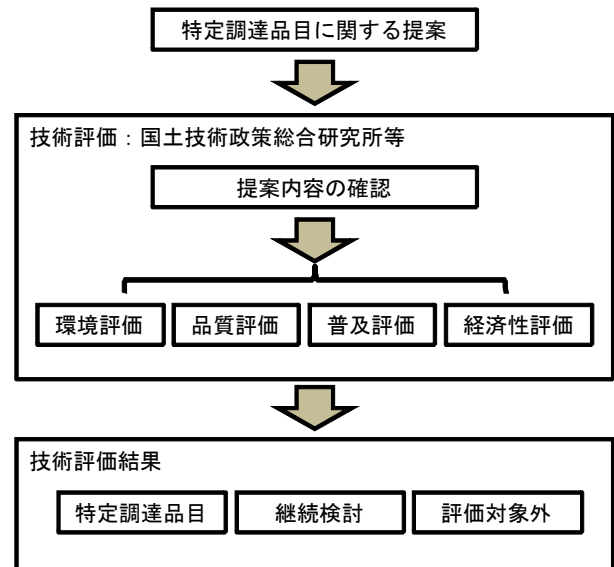 特定調達品目に関する提案
技術評価：国土技術政策総合研究所等
提案内容の確認
環境評価
品質評価
普及評価
経済性評価
技術評価結果
特定調達品目
継続検討
評価対象外